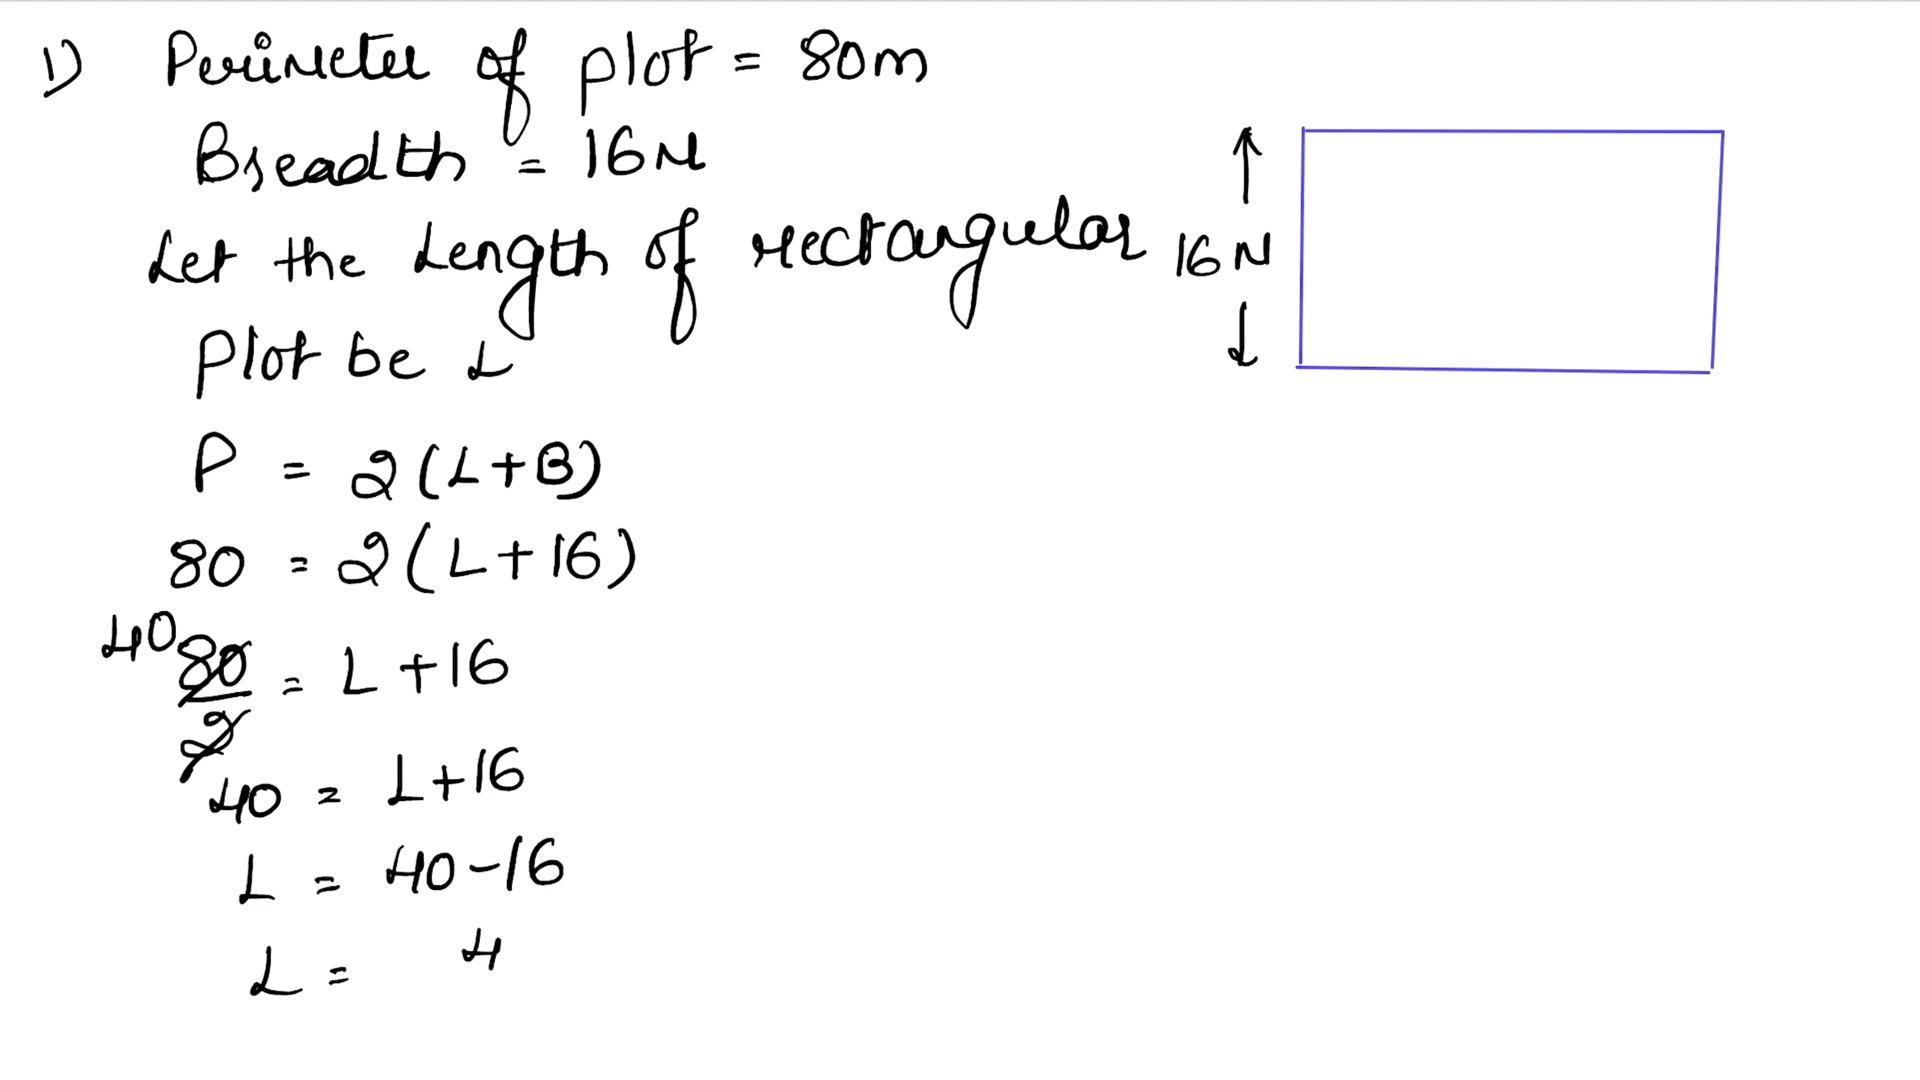 1) Perimeter of plot = 80m
Breadth = 16M
Let the Length of rectangular
Plot be L
P = 2(L+B)
80 = 2(L+16)
40
80/2 = L+16
40 = L+16
L = 40-16
L = 4
16M